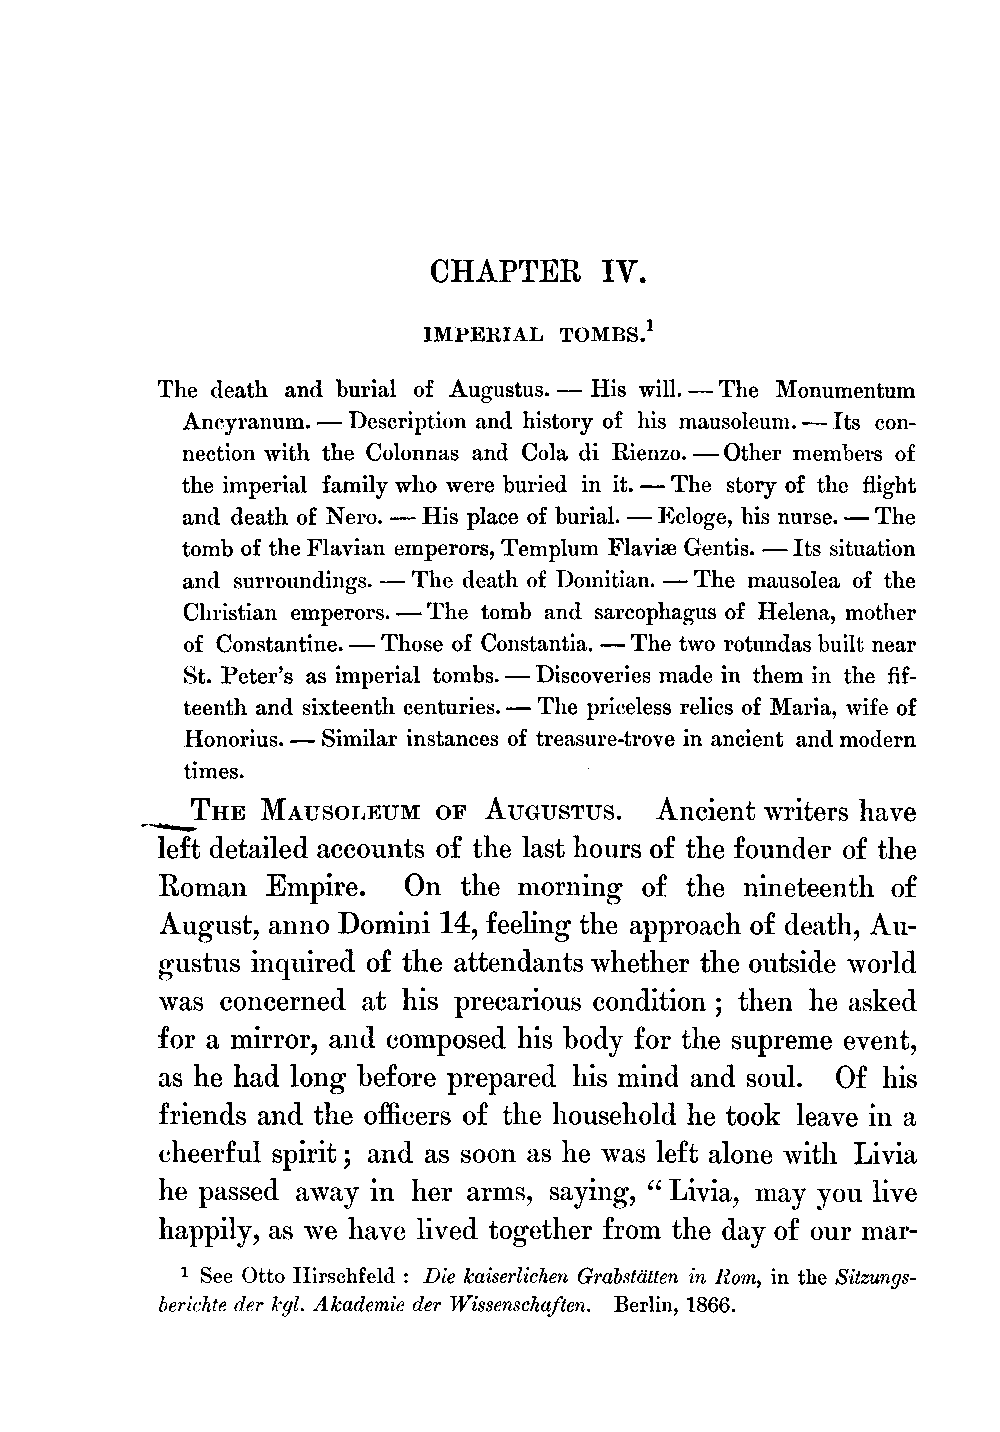 CHAPTER IV.
IMPERIAL TOMBS.¹
The death and burial of Augustus. — His will. — The Monumentum
Ancyranum. — Description and history of his mausoleum. — Its con-
nection with the Colonnas and Cola di Rienzo. — Other members of
the imperial family who were buried in it. — The story of the flight
and death of Nero. — His place of burial. — Ecloge, his nurse. — The
tomb of the Flavian emperors, Templum Flaviæ Gentis. — Its situation
and surroundings. — The death of Domitian. — The mausolea of the
Christian emperors. — The tomb and sarcophagus of Helena, mother
of Constantine. — Those of Constantia. — The two rotundas built near
St. Peter's as imperial tombs. — Discoveries made in them in the fif-
teenth and sixteenth centuries. — The priceless relics of Maria, wife of
Honorius. — Similar instances of treasure-trove in ancient and modern
times.
THE MAUSOLEUM OF AUGUSTUS. Ancient writers have
left detailed accounts of the last hours of the founder of the
Roman Empire. On the morning of the nineteenth of
August, anno Domini 14, feeling the approach of death, Au-
gustus inquired of the attendants whether the outside world
was concerned at his precarious condition ; then he asked
for a mirror, and composed his body for the supreme event,
as he had long before prepared his mind and soul. Of his
friends and the officers of the household he took leave in a
cheerful spirit ; and as soon as he was left alone with Livia
he passed away in her arms, saying, “ Livia, may you live
happily, as we have lived together from the day of our mar-
¹ See Otto Hirschfeld : Die kaiserlichen Grabstätten in Rom, in the Sitzungs-
berichte der kgl. Akademie der Wissenschaften. Berlin, 1866.